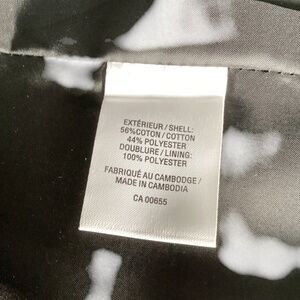 EXTÉRIEUR / SHELL:
56%COTON / COTTON
44% POLYESTER
DOUBLURE / LINING:
100% POLYESTER
FABRIQUÉ AU CAMBODGE /
MADE IN CAMBODIA
CA 00655